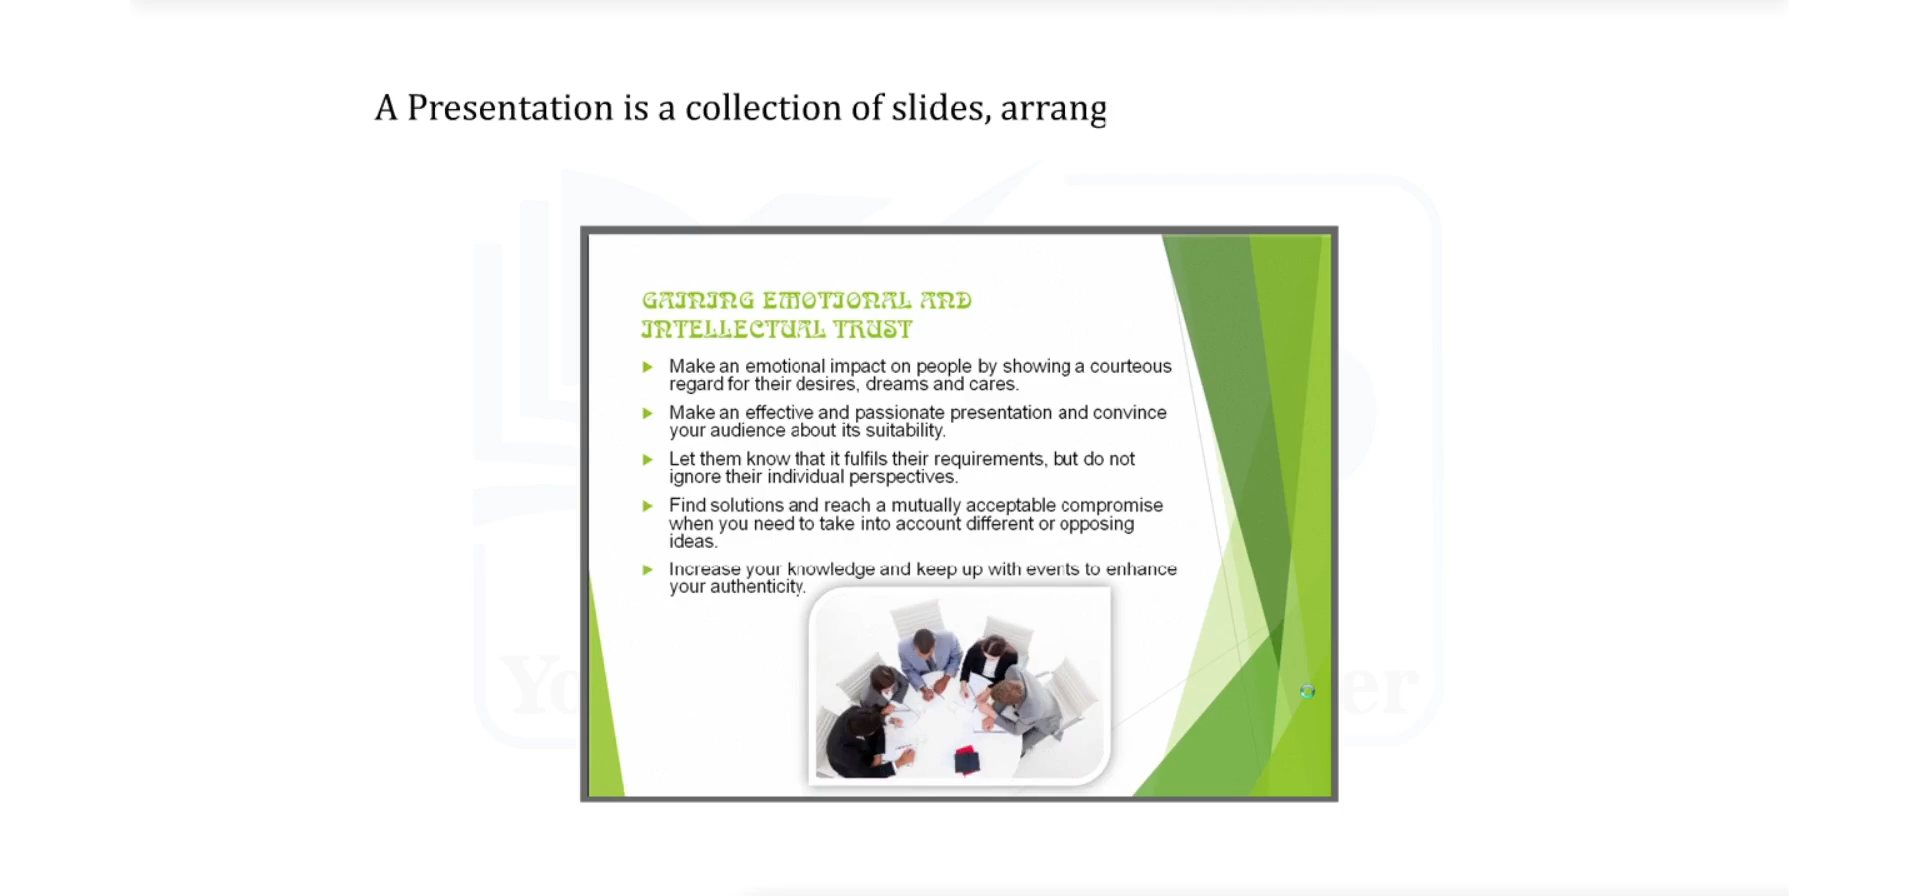 A Presentation is a collection of slides, arrang
GAINING EMOTIONAL AND
INTELLECTUAL TRUST
Make an emotional impact on people by showing a courteous
regard for their desires, dreams and cares.
Make an effective and passionate presentation and convince
your audience about its suitability.
Let them know that it fulfils their requirements, but do not
ignore their individual perspectives.
Find solutions and reach a mutually acceptable compromise
when you need to take into account different or opposing
ideas.
Increase your knowledge and keep up with events to enhance
your authenticity.